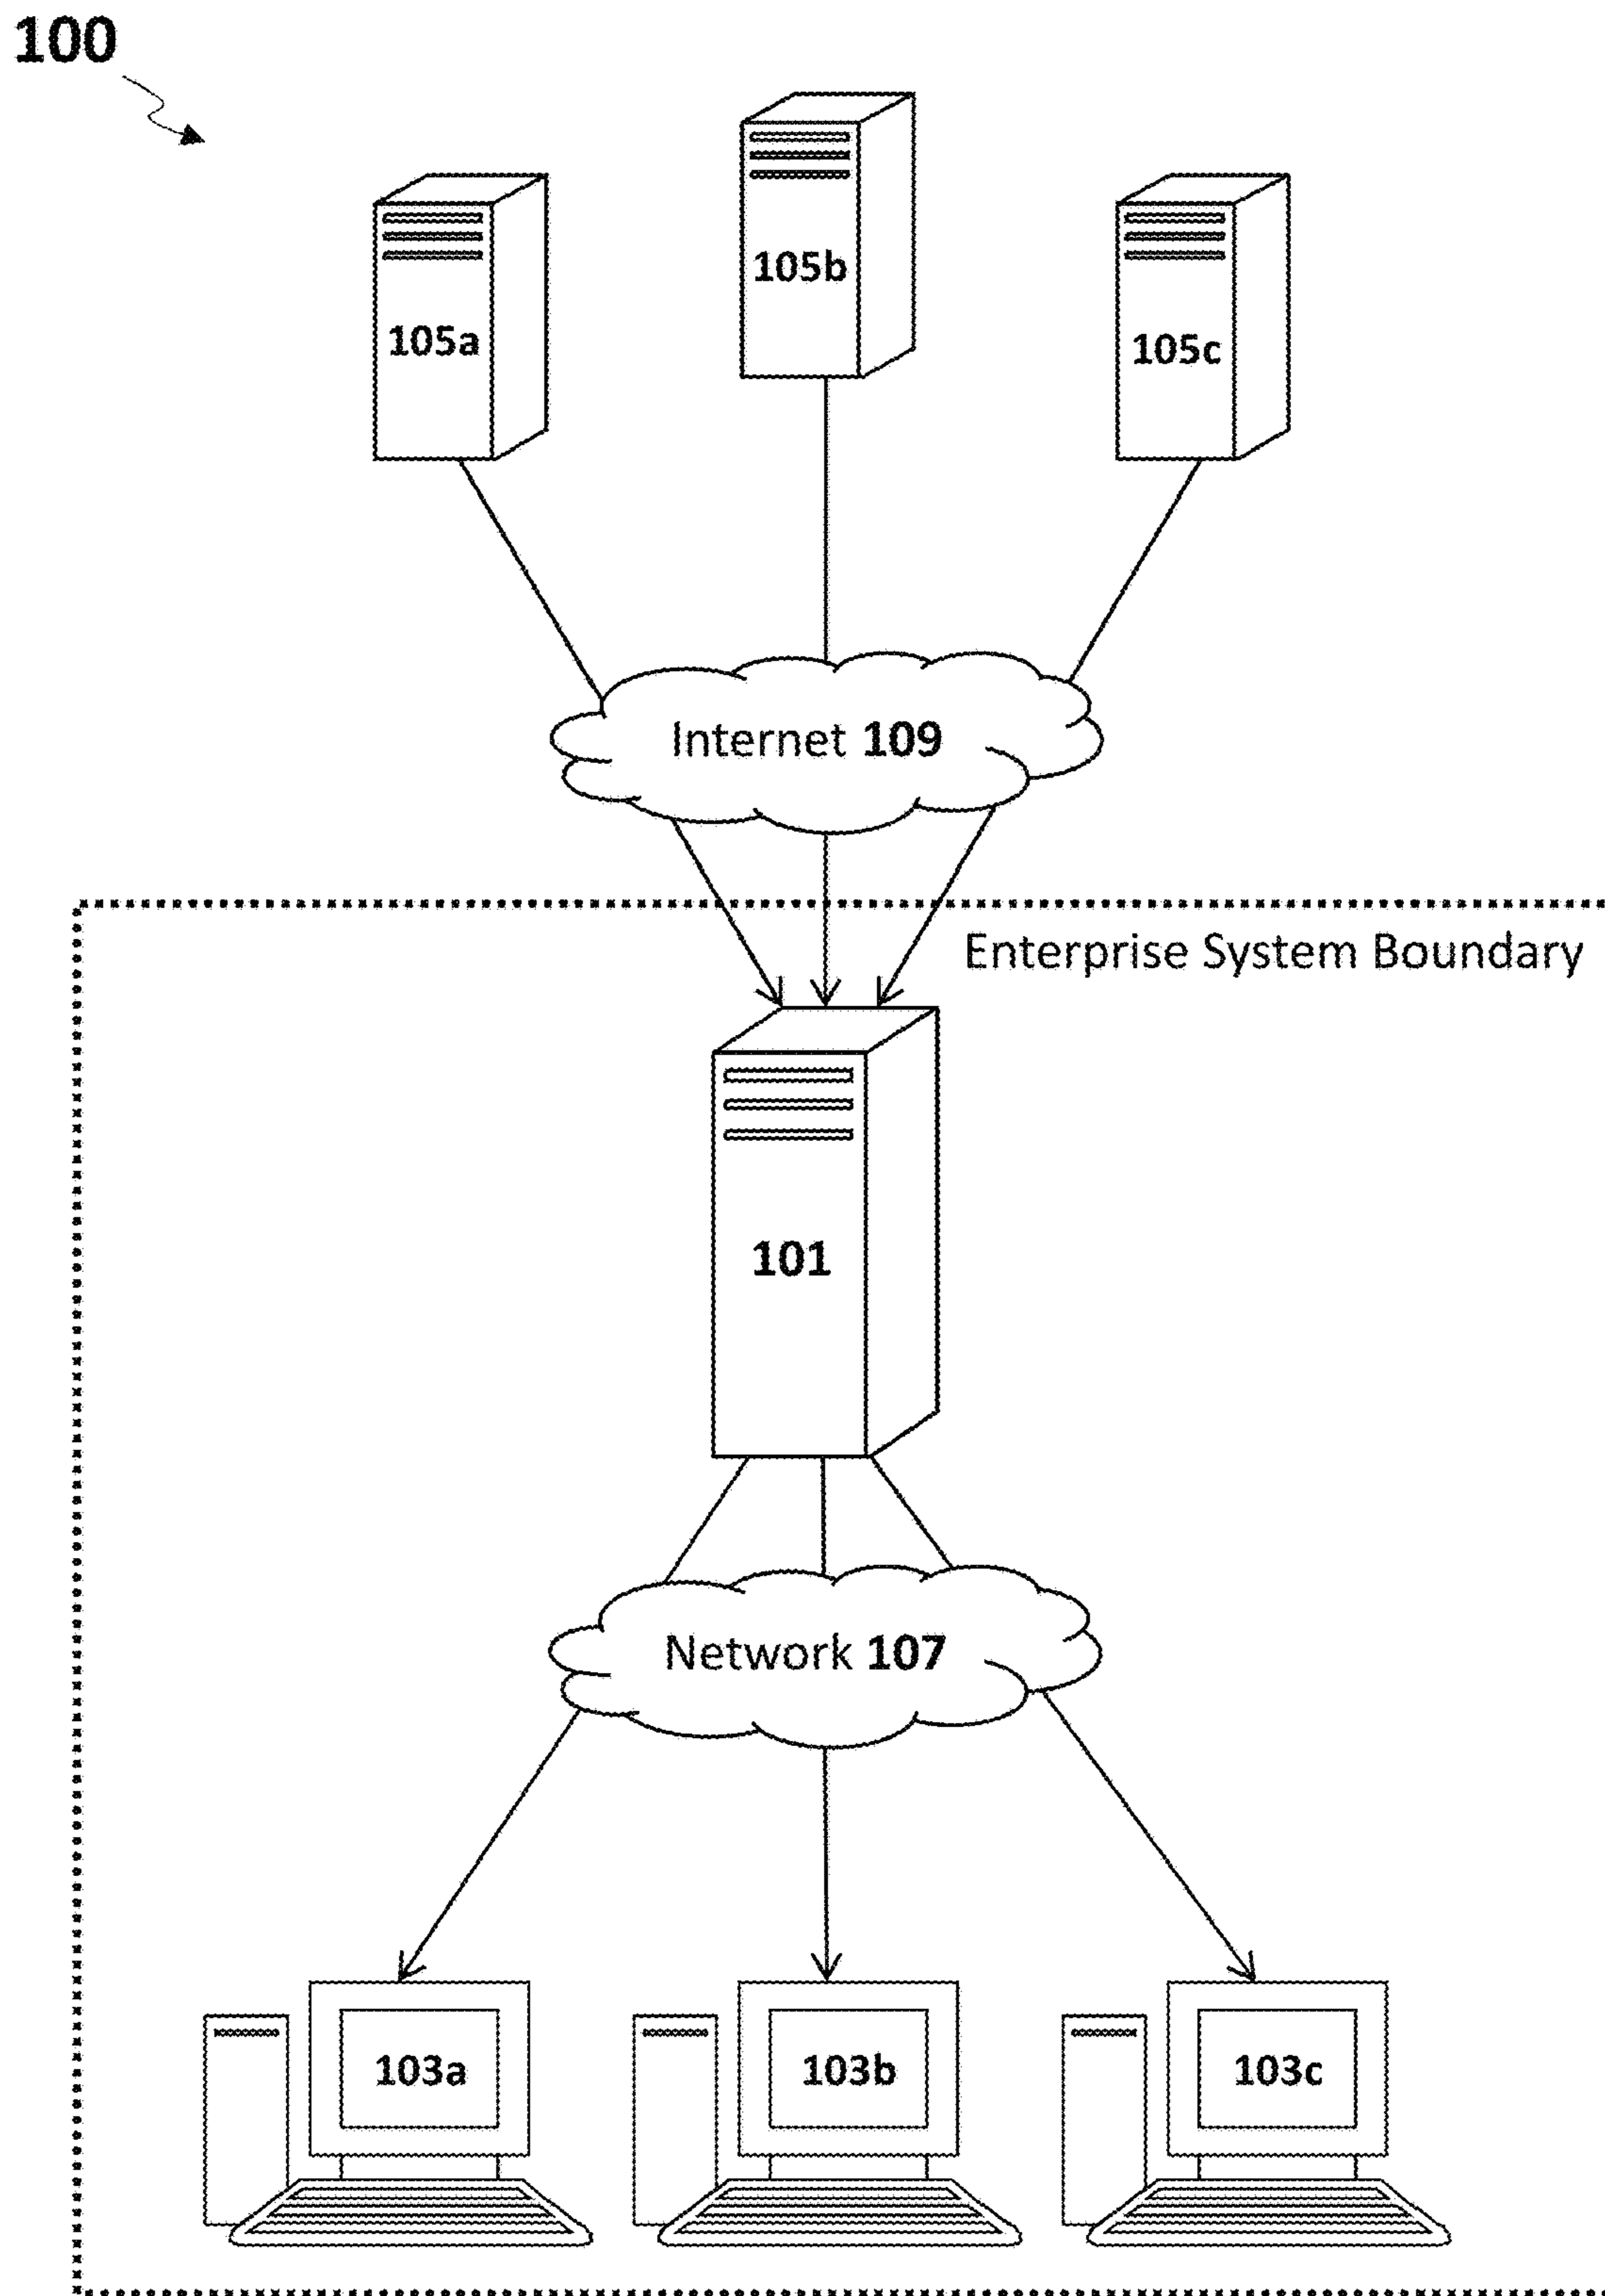 100
105a
105b
105c
Internet 109
Enterprise System Boundary
101
Network 107
103a
103b
103c